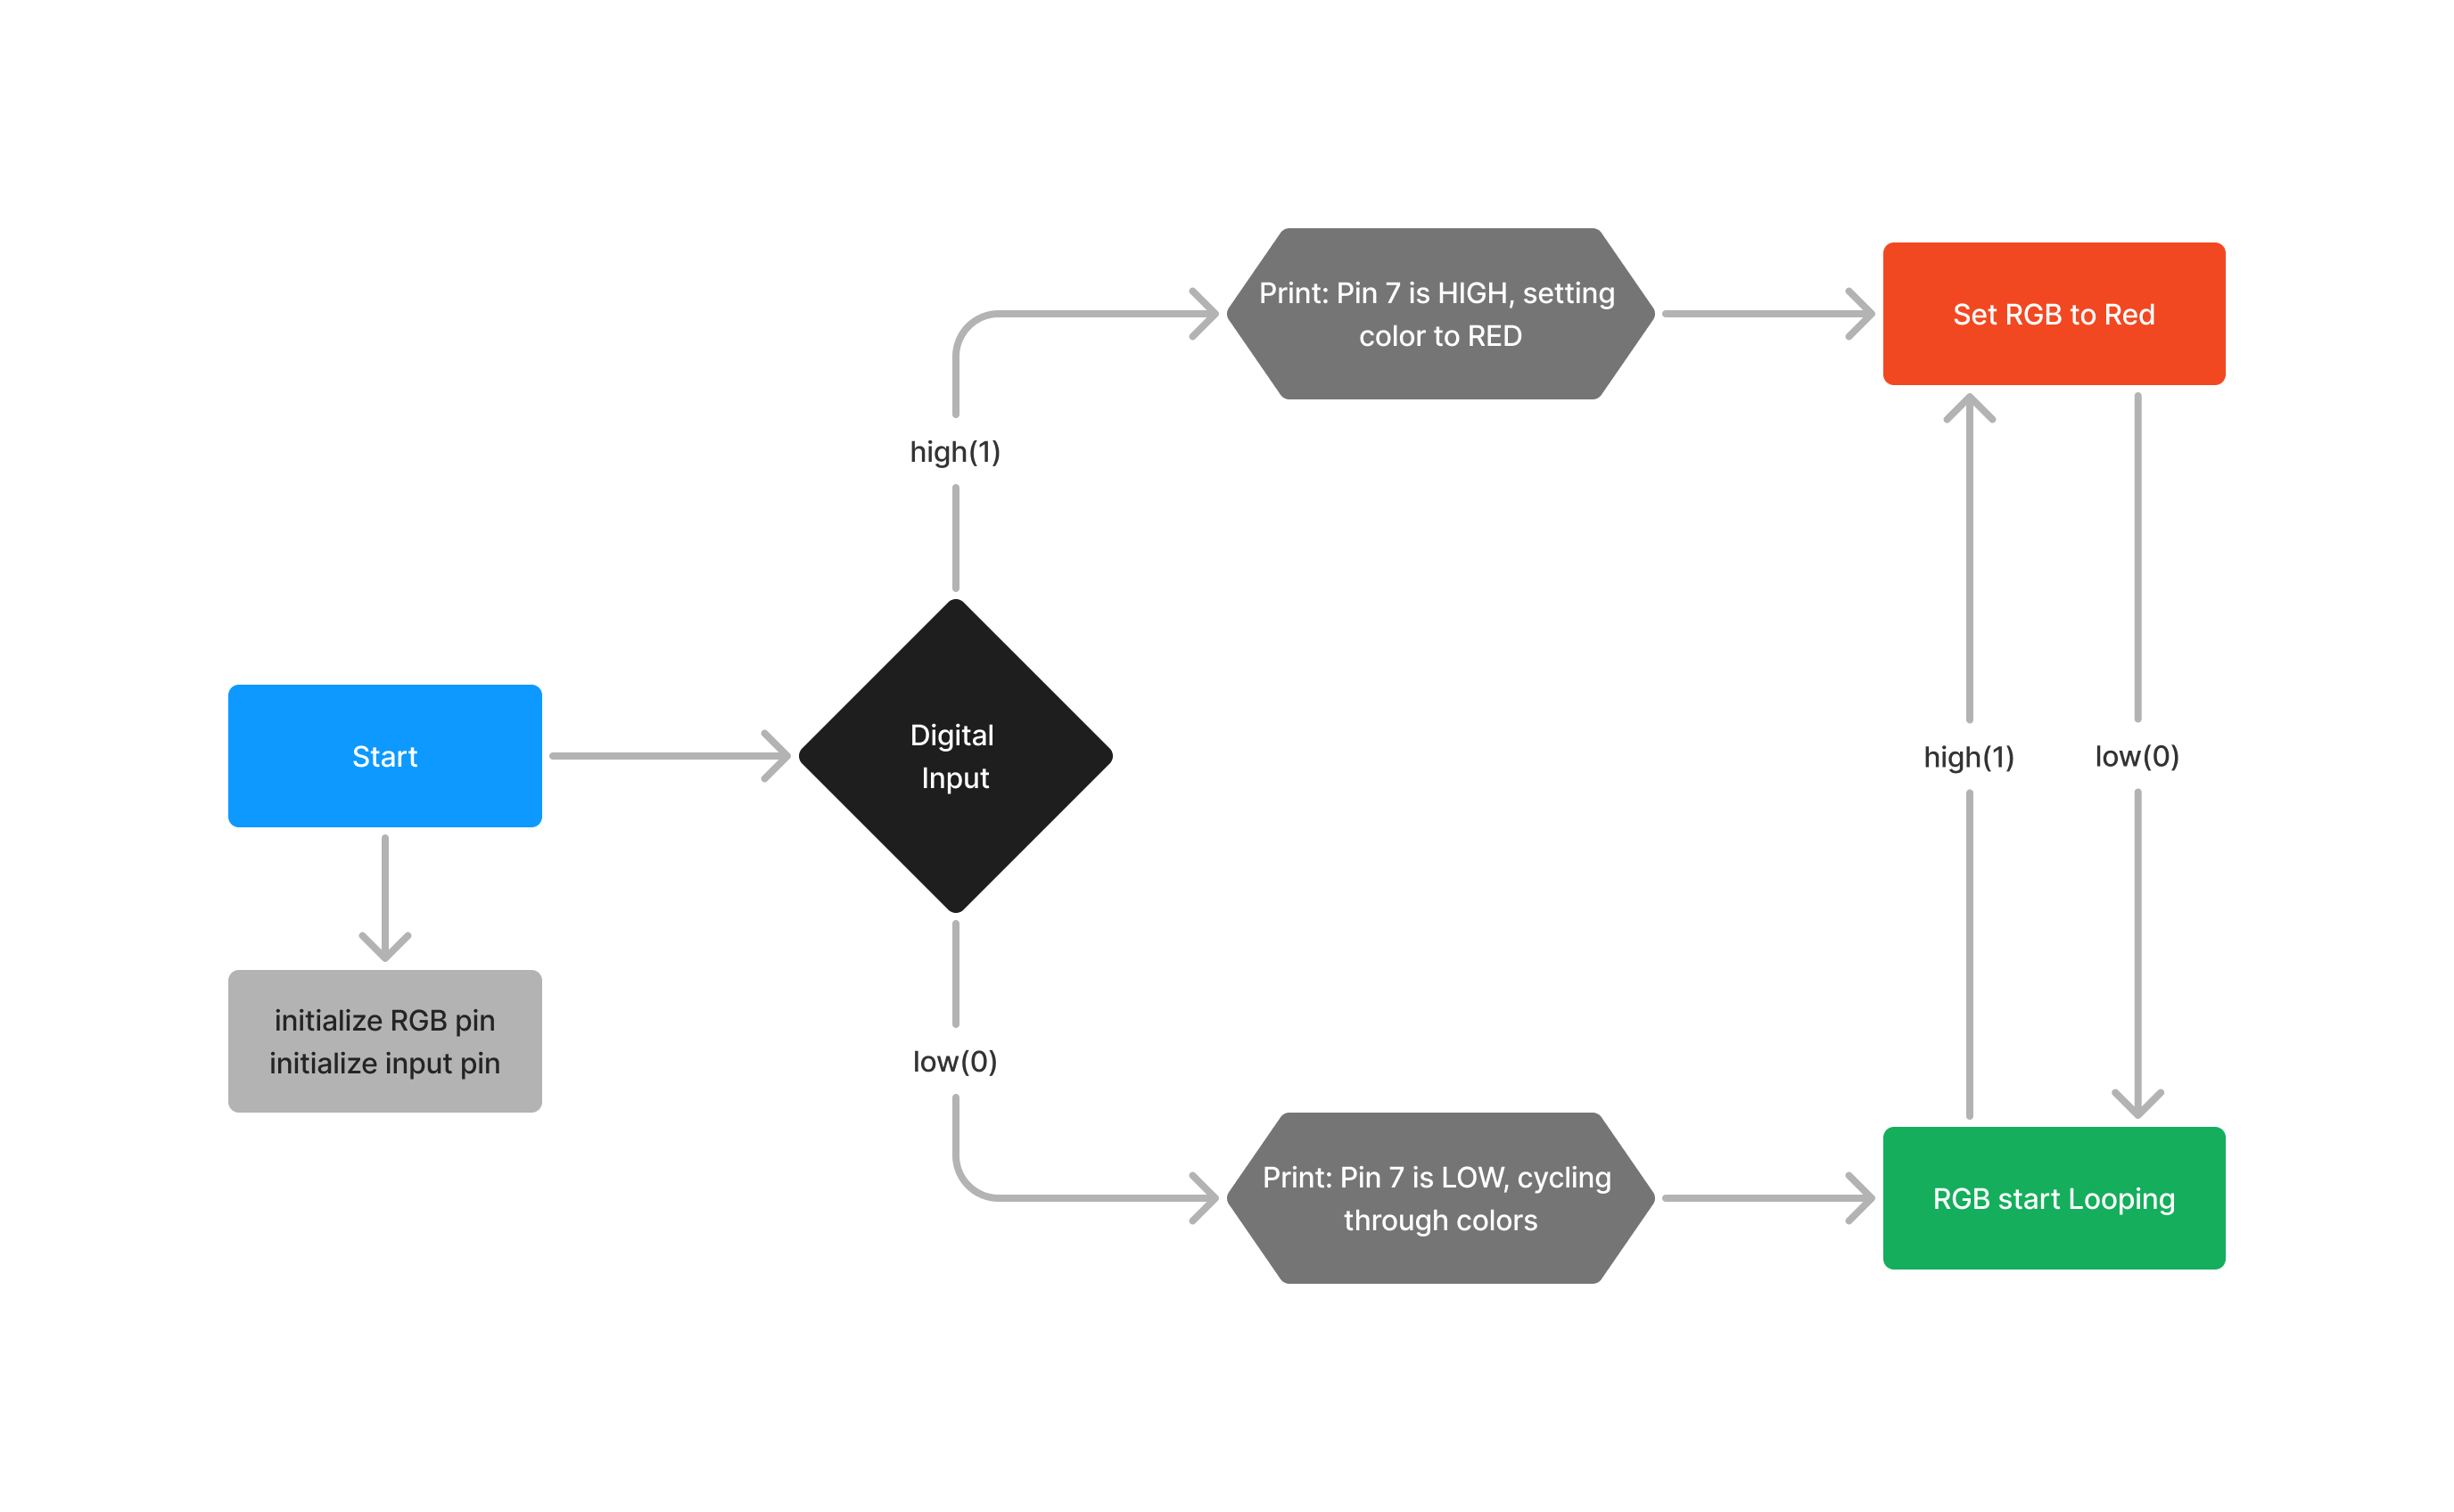 Print: Pin 7 is HIGH, setting
color to RED
Set RGB to Red
high(1)
Start
Digital
Input
high(1)
low(0)
initialize RGB pin
initialize input pin
low(0)
Print: Pin 7 is LOW, cycling
through colors
RGB start Looping